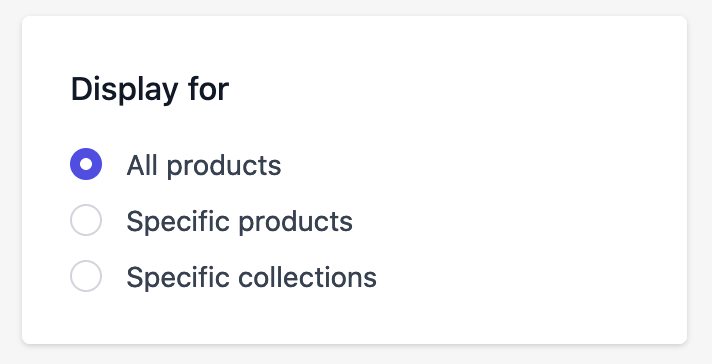 Display for
All products
Specific products
Specific collections